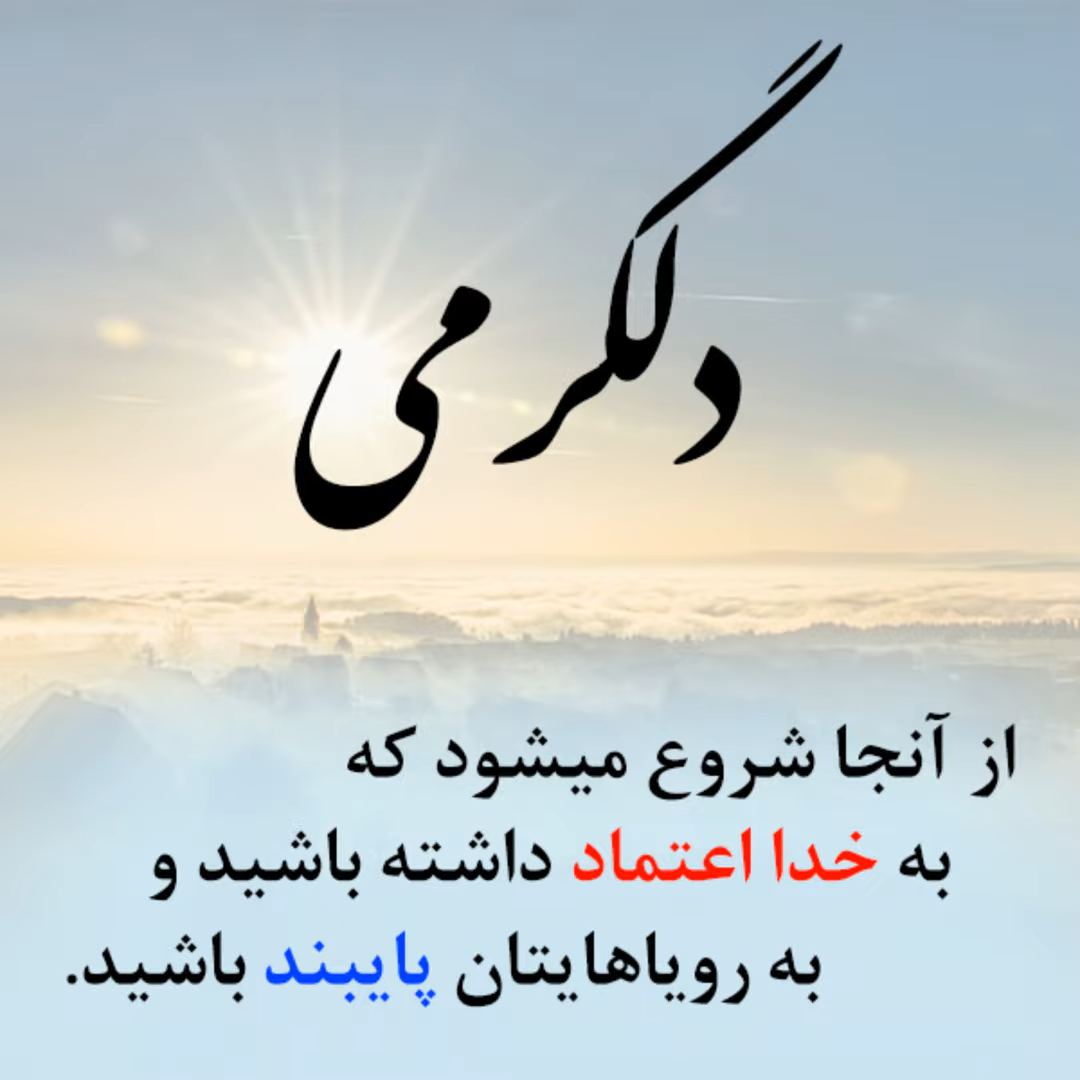 دلگرمی
از آنجا شروع میشود که
به خدا اعتماد داشته باشید و
به رویاهایتان پایبند باشید.